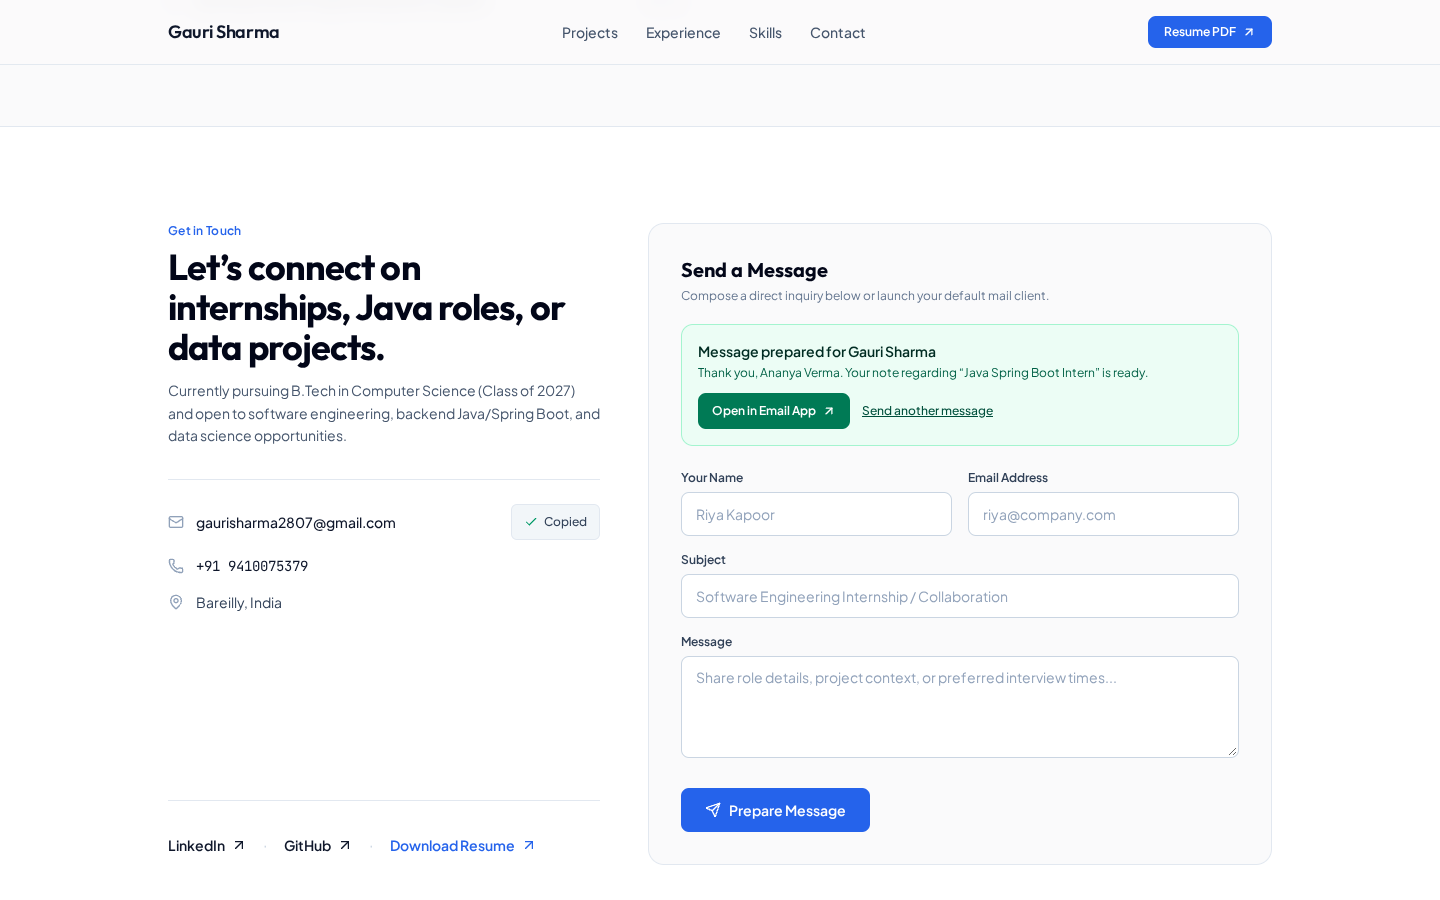 Gauri Sharma
Projects
Experience
Skills
Contact
Resume PDF
Get in Touch
Let’s connect on
internships, Java roles, or
data projects.
Currently pursuing B.Tech in Computer Science (Class of 2027)
and open to software engineering, backend Java/Spring Boot, and
data science opportunities.
gaurisharma2807@gmail.com
Copied
+91 9410075379
Bareilly, India
LinkedIn
·
GitHub
·
Download Resume
Send a Message
Compose a direct inquiry below or launch your default mail client.
Message prepared for Gauri Sharma
Thank you, Ananya Verma. Your note regarding “Java Spring Boot Intern” is ready.
Open in Email App
Send another message
Your Name
Email Address
Riya Kapoor
riya@company.com
Subject
Software Engineering Internship / Collaboration
Message
Share role details, project context, or preferred interview times...
Prepare Message